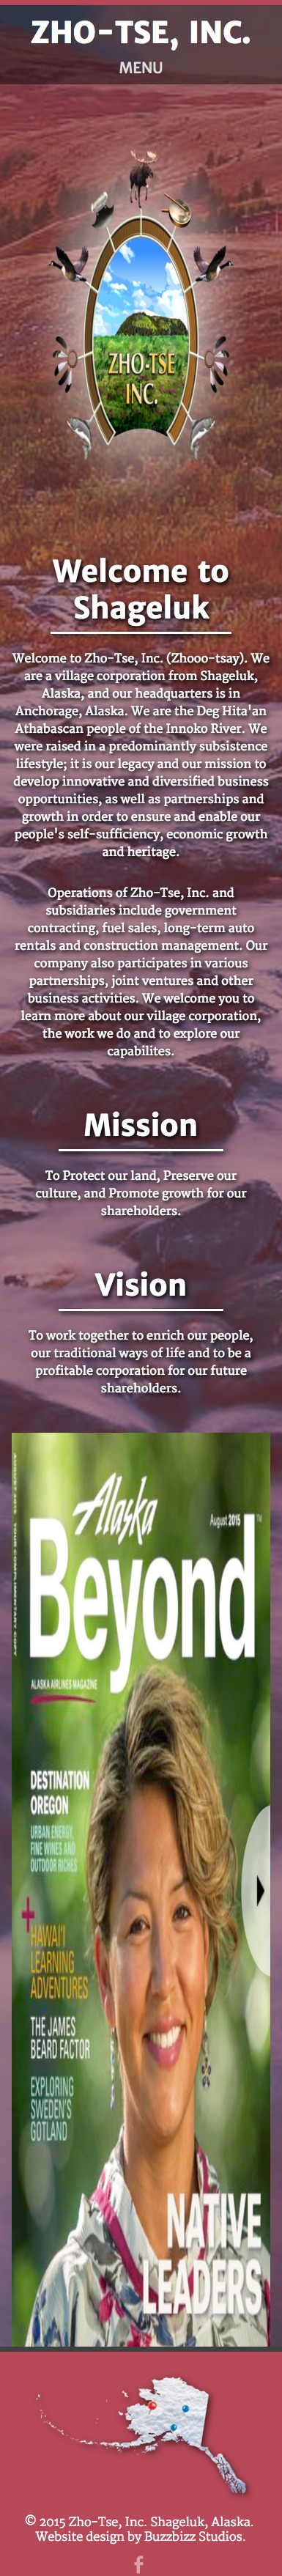 ZHO-TSE, INC.
MENU
ZHO-TSE
INC.
Welcome to
Shageluk
Welcome to Zho-Tse, Inc. (Zhooo-tsay). We
are a village corporation from Shageluk,
Alaska, and our headquarters is in
Anchorage, Alaska. We are the Deg Hita'an
Athabascan people of the Innoko River. We
were raised in a predominantly subsistence
lifestyle; it is our legacy and our mission to
develop innovative and diversified business
opportunities, as well as partnerships and
growth in order to ensure and enable our
people's self-sufficiency, economic growth
and heritage.
Operations of Zho-Tse, Inc. and
subsidiaries include government
contracting, fuel sales, long-term auto
rentals and construction management. Our
company also participates in various
partnerships, joint ventures and other
business activities. We welcome you to
learn more about our village corporation,
the work we do and to explore our
capabilites.
Mission
To Protect our land, Preserve our
culture, and Promote growth for our
shareholders.
Vision
To work together to enrich our people,
our traditional ways of life and to be a
profitable corporation for our future
shareholders.
AUGUST 2015 YOUR COMPLIMENTARY COPY
Alaska
August 2015
Beyond
TM
ALASKA AIRLINES MAGAZINE
DESTINATION
OREGON
URBAN ENERGY,
FINE WINES AND
OUTDOOR RICHES
HAWAI'I
LEARNING
ADVENTURES
THE JAMES
BEARD FACTOR
EXPLORING
SWEDEN'S
GOTLAND
NATIVE
LEADERS
© 2015 Zho-Tse, Inc. Shageluk, Alaska.
Website design by Buzzbizz Studios.